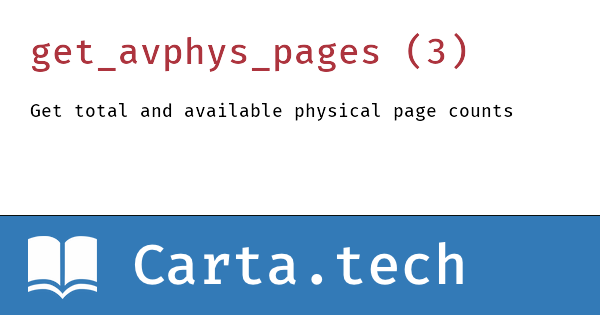 get_avphys_pages (3)
Get total and available physical page counts
Carta.tech